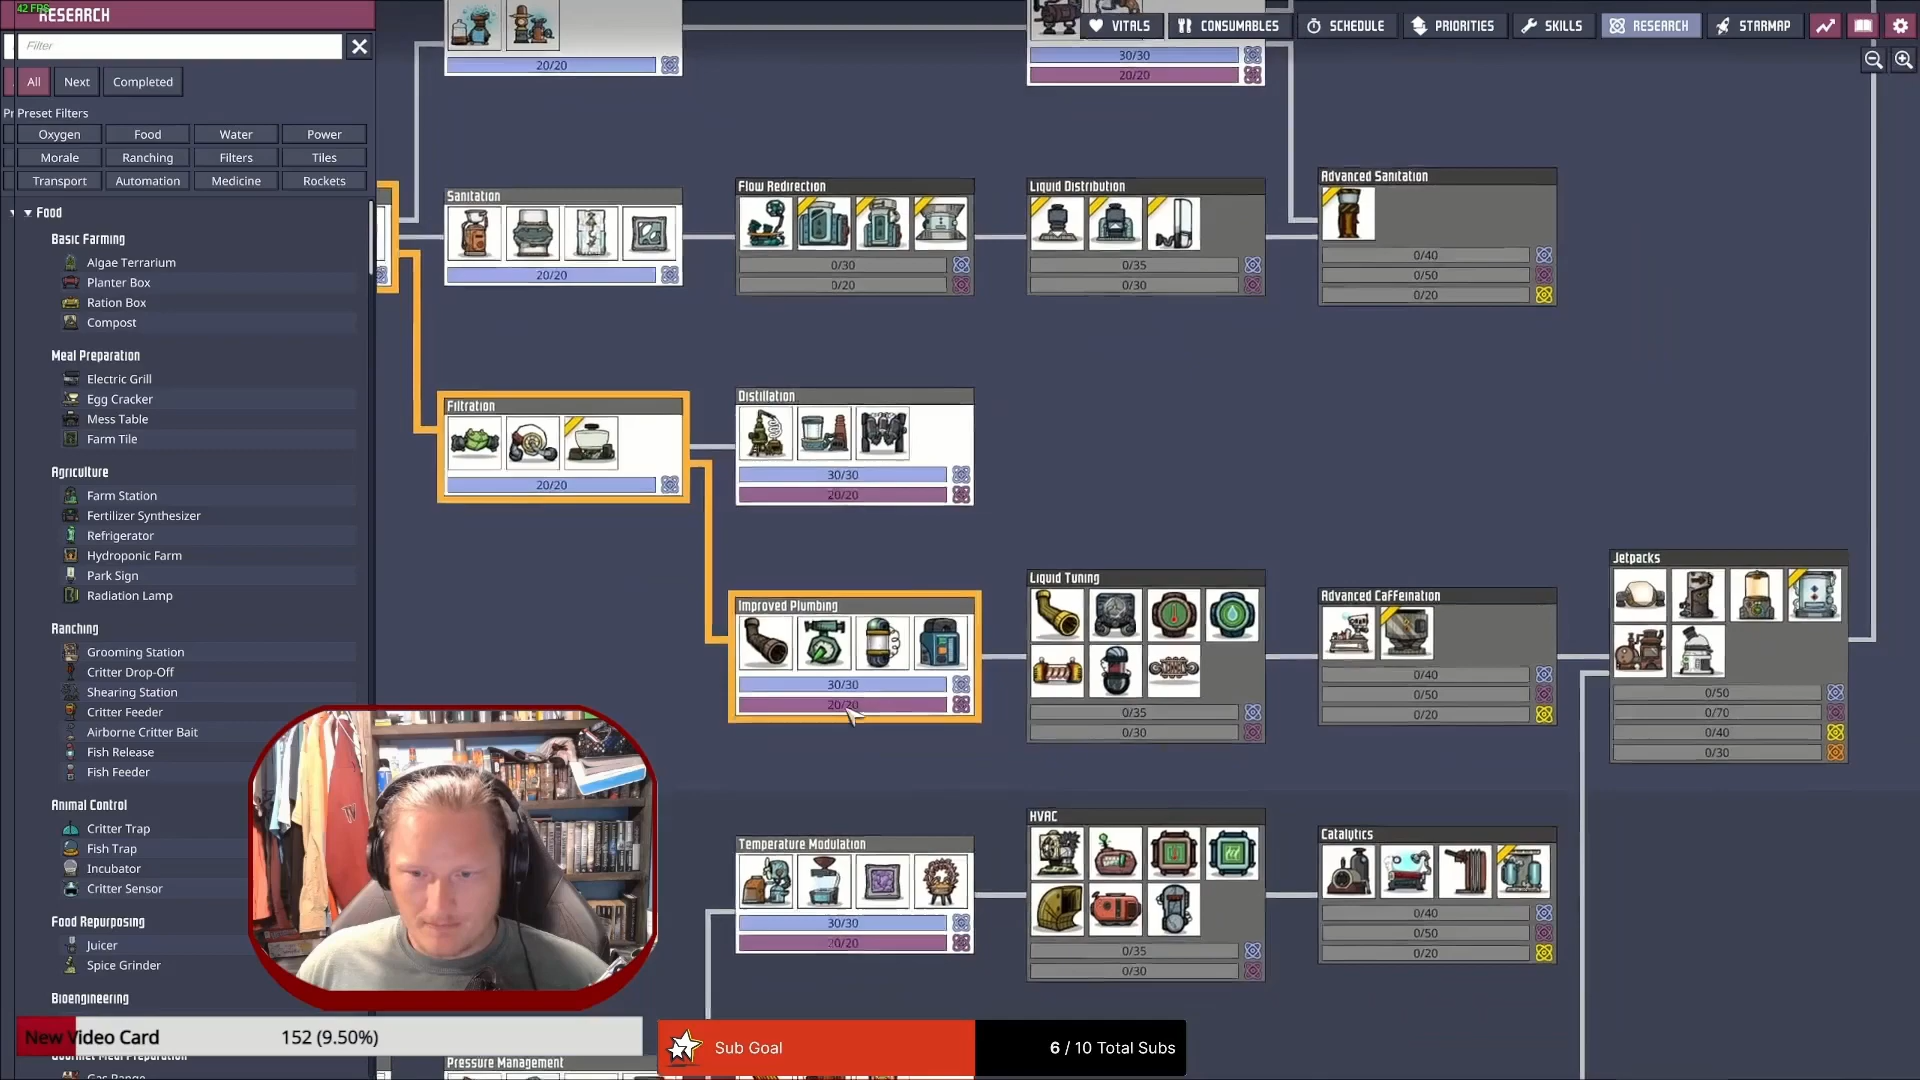 42 FPS
RESEARCH
VITALS
CONSUMABLES
SCHEDULE
PRIORITIES
SKILLS
RESEARCH
STARMAP
Filter
All
Next
Completed
Preset Filters
Oxygen
Food
Water
Power
Morale
Ranching
Filters
Tiles
Transport
Automation
Medicine
Rockets
Food
Basic Farming
Algae Terrarium
Planter Box
Ration Box
Compost
Meal Preparation
Electric Grill
Egg Cracker
Mess Table
Farm Tile
Agriculture
Farm Station
Fertilizer Synthesizer
Refrigerator
Hydroponic Farm
Park Sign
Radiation Lamp
Ranching
Grooming Station
Critter Drop-Off
Shearing Station
Critter Feeder
Airborne Critter Bait
Fish Release
Fish Feeder
Animal Control
Critter Trap
Fish Trap
Incubator
Critter Sensor
Food Repurposing
Juicer
Spice Grinder
Bioengineering
Gourmet Meal Preparation
Gas Range
20/20
30/30
20/20
Sanitation
20/20
Flow Redirection
0/30
0/20
Liquid Distribution
0/35
0/30
Advanced Sanitation
0/40
0/50
0/20
Filtration
20/20
Distillation
30/30
20/20
Improved Plumbing
30/30
20/20
Liquid Tuning
0/35
0/30
Advanced Caffeination
0/40
0/50
0/20
Jetpacks
0/50
0/70
0/40
0/30
Temperature Modulation
30/30
20/20
HVAC
0/35
0/30
Catalytics
0/40
0/50
0/20
Pressure Management
New Video Card
152 (9.50%)
Sub Goal
6 / 10 Total Subs